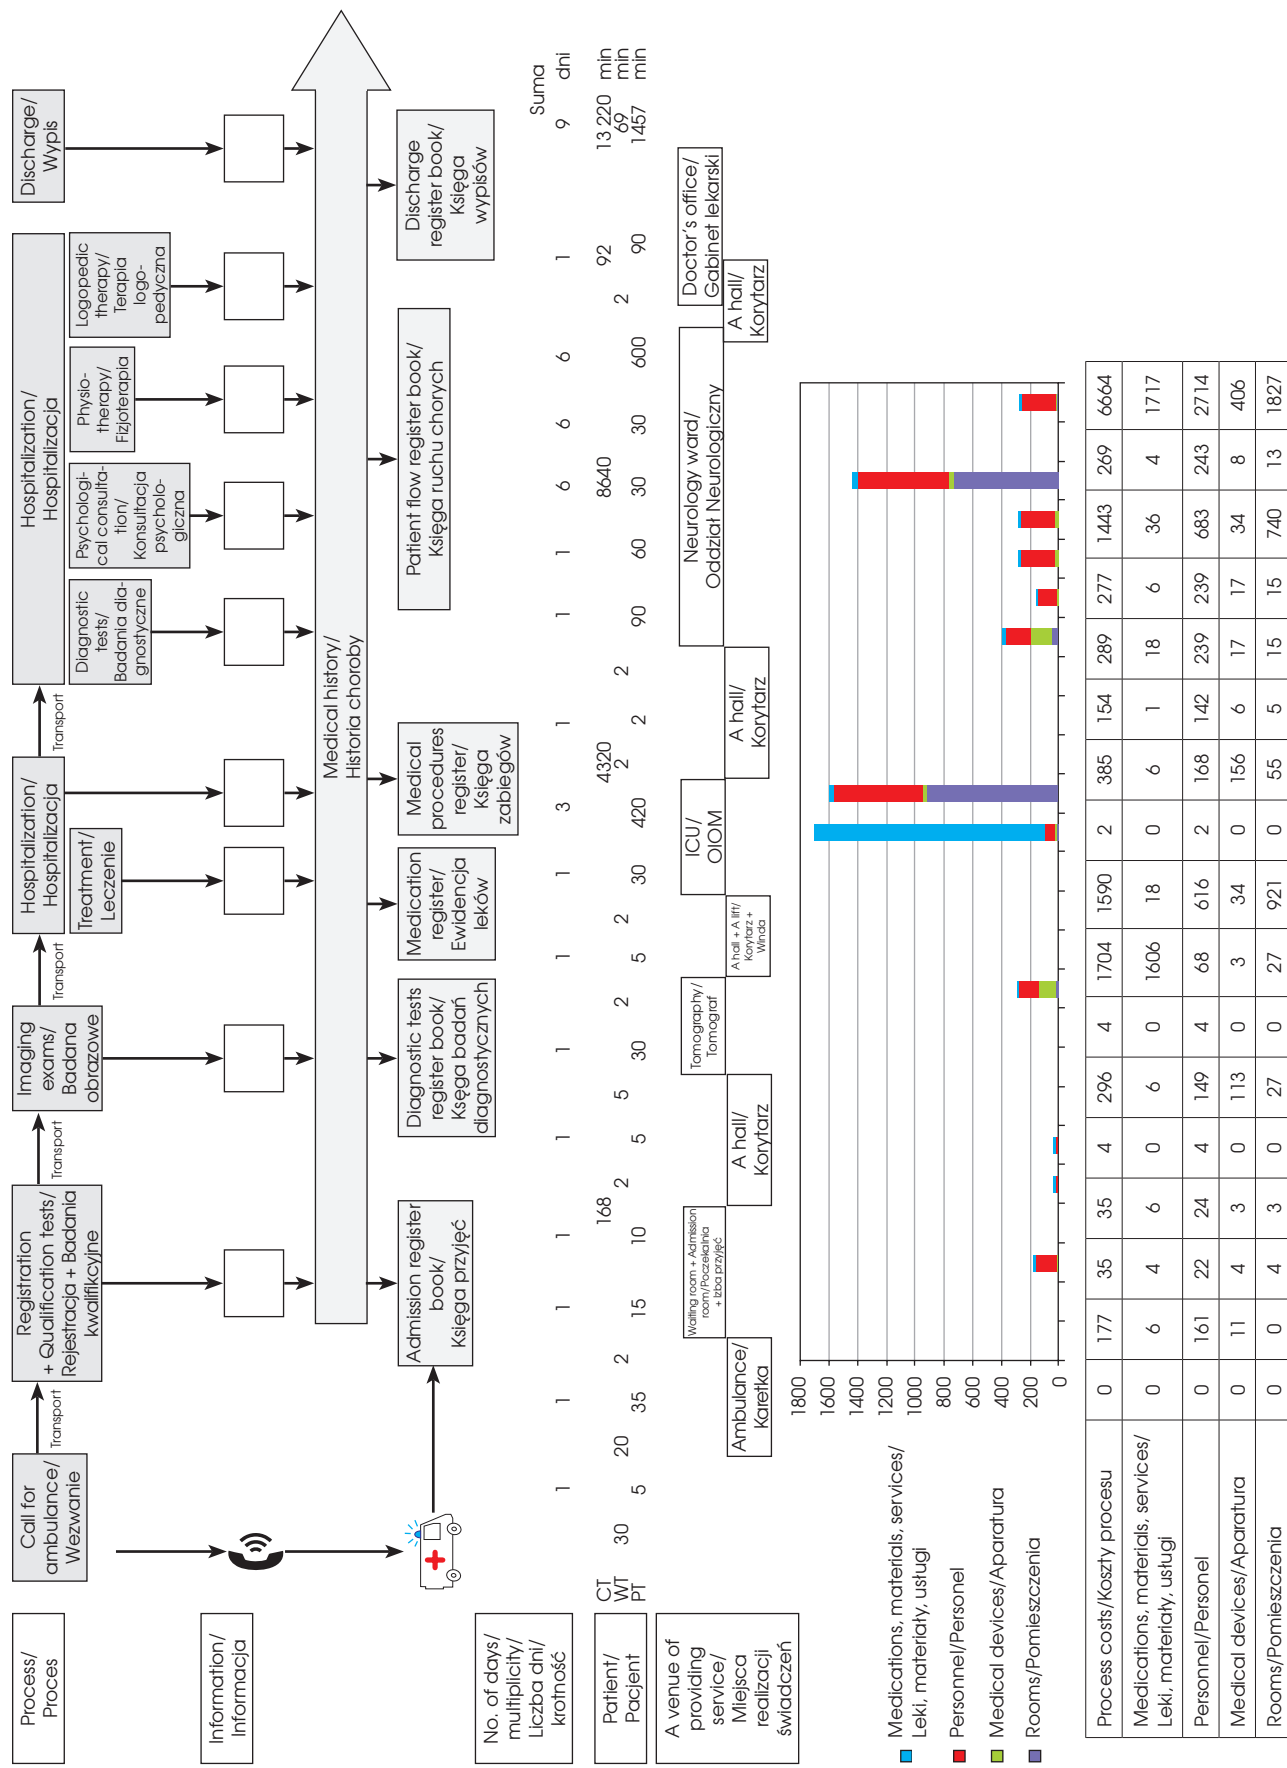 Process/
Proces
Call for
ambulance/
Wezwanie
Transport
Registration
+ Qualification tests/
Rejestracja + Badania
kwalifikcyjne
Transport
Imaging
exams/
Badana
obrazowe
Transport
Hospitalization/
Hospitalizacja
Treatment/
Leczenie
Transport
Hospitalization/
Hospitalizacja
Diagnostic
tests/
Badania dia-
gnostyczne
Psychologi-
cal consulta-
tion/
Konsultacja
psycholo-
giczna
Physio-
therapy/
Fizjoterapia
Logopedic
therapy/
Terapia
logo-
pedyczna
Discharge/
Wypis
Information/
Informacja
Medical history/
Historia choroby
Admission register
book/
Księga przyjęć
Diagnostic tests
register book/
Księga badań
diagnostycznych
Medication
register/
Ewidencja
leków
Medical
procedures
register/
Księga
zabiegów
Patient flow register book/
Księga ruchu chorych
Discharge
register book/
Księga
wypisów
No. of days/
multiplicity/
Liczba dni/
krotność
1 1 1 1 1 1 1 1 3 1 1 1 6 6 6 1 9
Suma
dni
Patient/
Pacjent
CT 168 4320 8640 92 13 220 min
WT 30 20 2 2 5 2 2 2 2 2 69 min
PT 5 35 15 10 5 30 5 30 420 2 90 60 30 30 600 90 1457 min
A venue of
providing
service/
Miejsca
realizacji
świadczeń
Ambulance/
Karetka
Waiting room + Admission
room/Poczekalnia
+ Izba przyjęć
A hall/
Korytarz
Tomography/
Tomograf
A hall + A lift/
Korytarz +
Winda
ICU/
OIOM
A hall/
Korytarz
Neurology ward/
Oddział Neurologiczny
A hall/
Korytarz
Doctor's office/
Gabinet lekarski
Medications, materials, services/
Leki, materiały, usługi
Personnel/Personel
Medical devices/Aparatura
Rooms/Pomieszczenia
1800
1600
1400
1200
1000
800
600
400
200
0
Process costs/Koszty procesu 0 177 35 35 4 296 4 1704 1590 2 385 154 289 277 1443 269 6664
Medications, materials, services/
Leki, materiały, usługi 0 6 4 6 0 6 0 1606 18 0 6 1 18 6 36 4 1717
Personnel/Personel 0 161 22 24 4 149 4 68 616 2 168 142 239 239 683 243 2714
Medical devices/Aparatura 0 11 4 3 0 113 0 3 34 0 156 6 17 17 34 8 406
Rooms/Pomieszczenia 0 0 4 3 0 27 0 27 921 0 55 5 15 15 740 13 1827